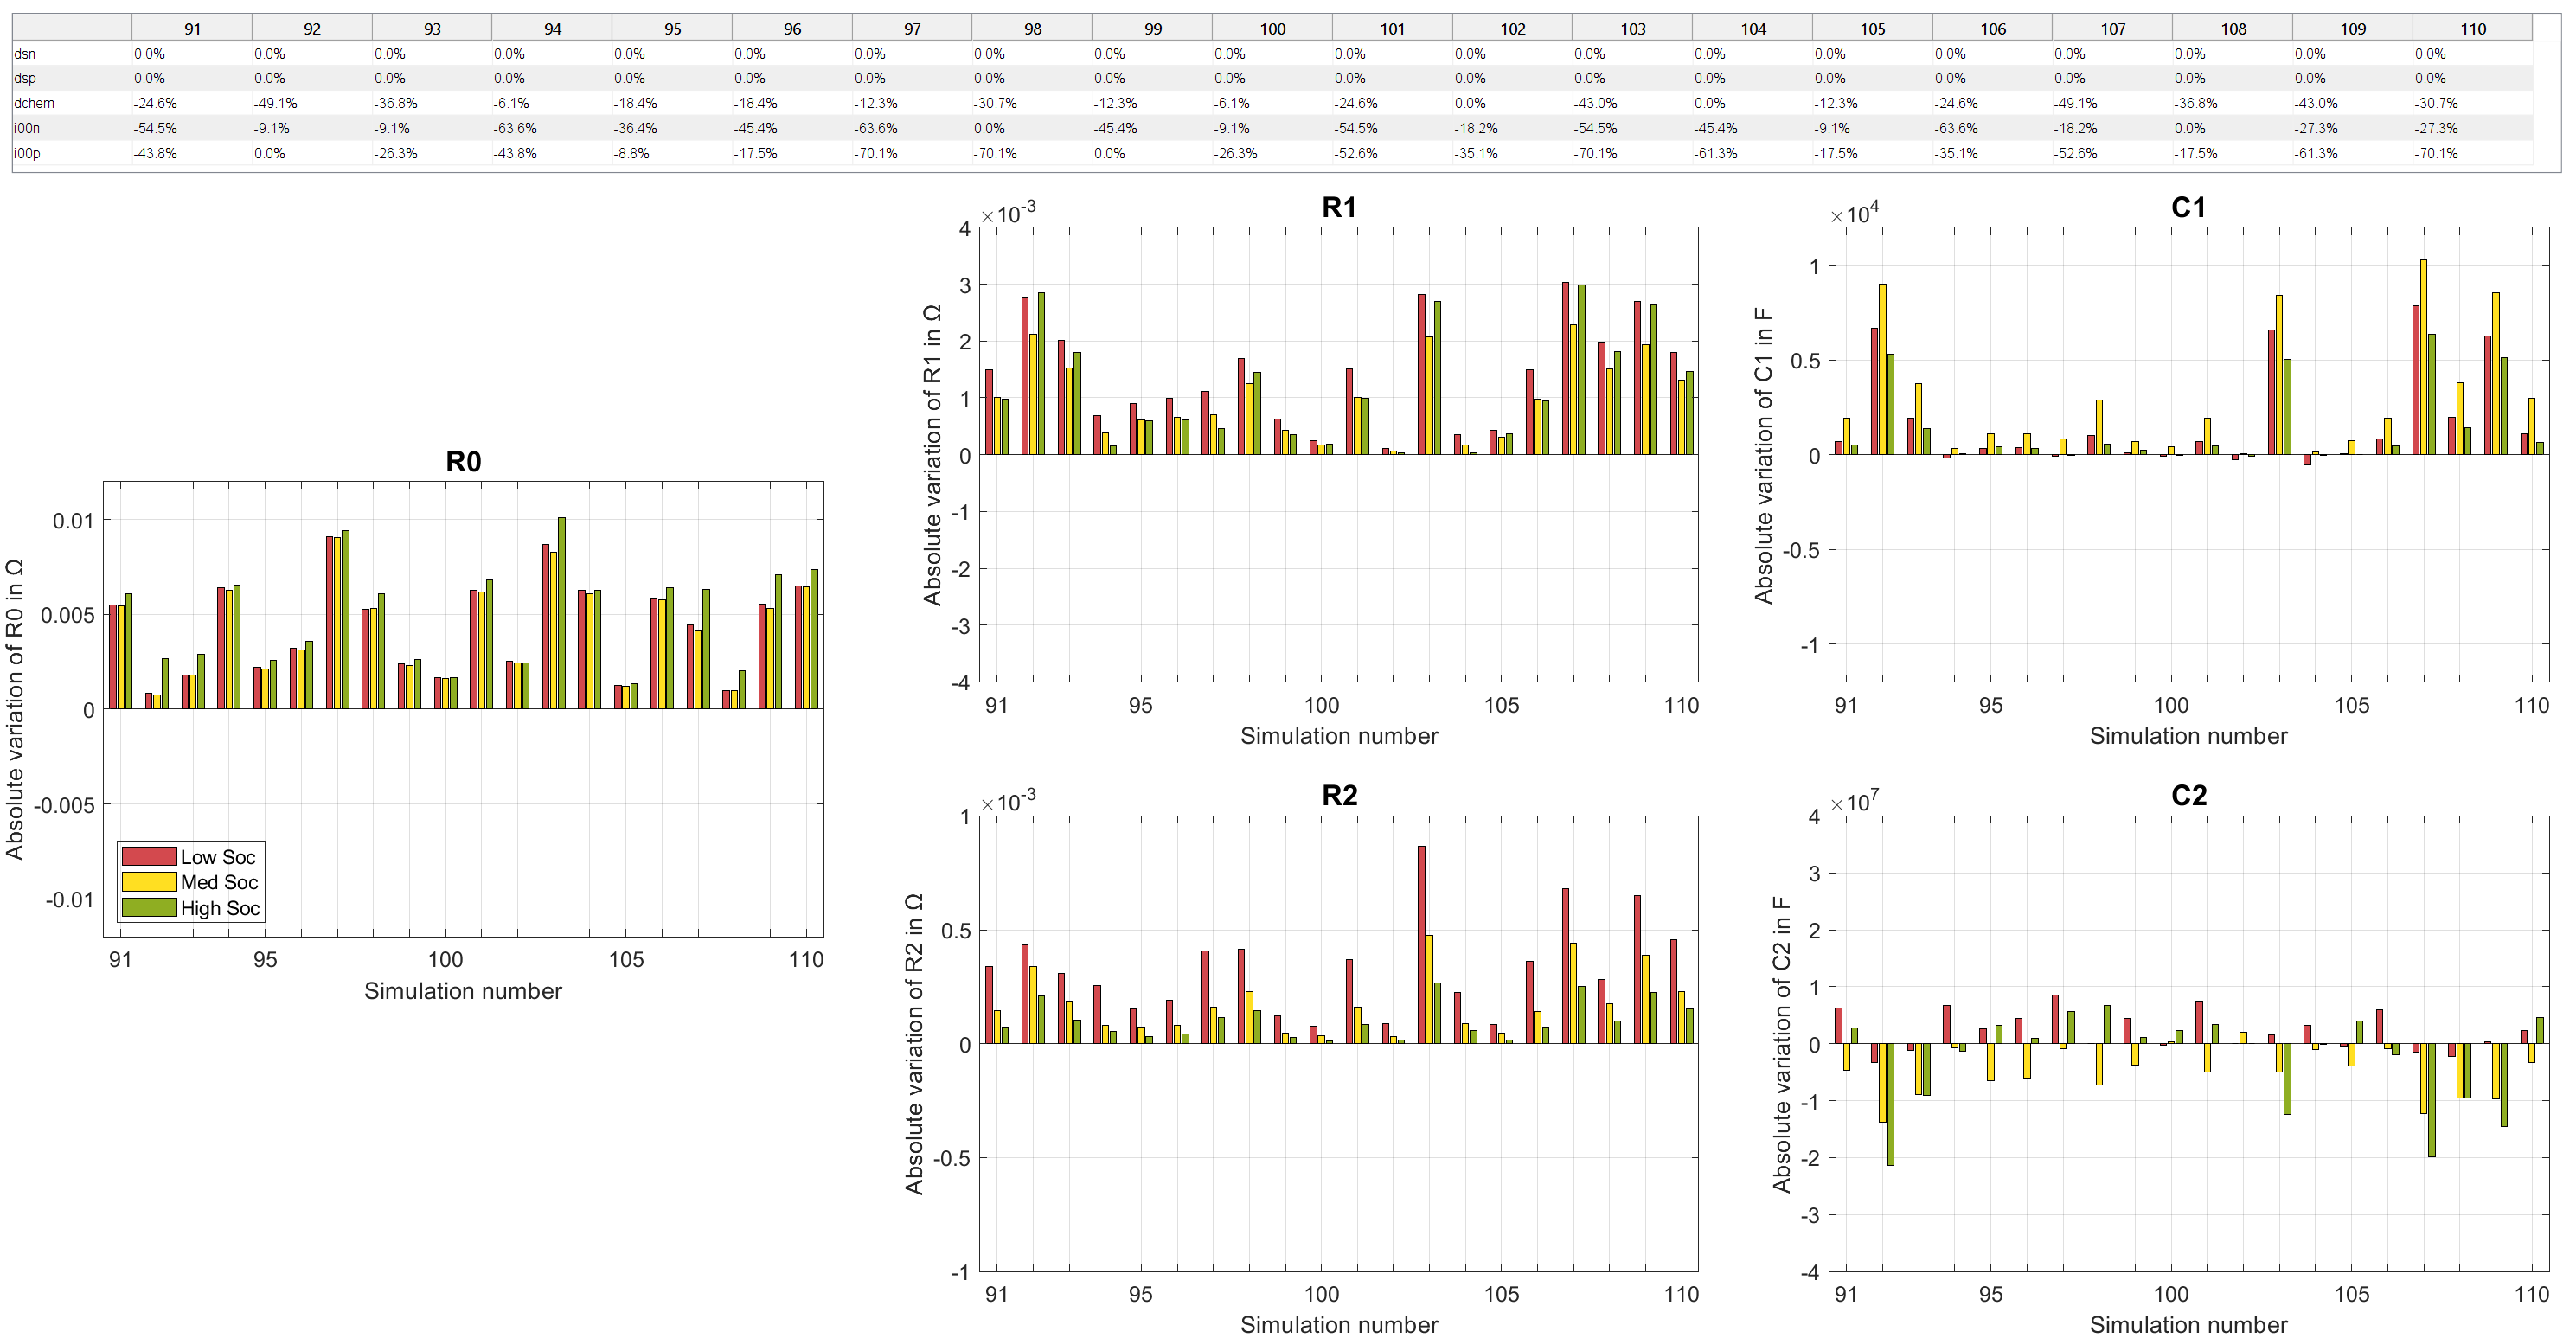 91 92 93 94 95 96 97 98 99 100 101 102 103 104 105 106 107 108 109 110
dsn 0.0% 0.0% 0.0% 0.0% 0.0% 0.0% 0.0% 0.0% 0.0% 0.0% 0.0% 0.0% 0.0% 0.0% 0.0% 0.0% 0.0% 0.0% 0.0% 0.0%
dsp 0.0% 0.0% 0.0% 0.0% 0.0% 0.0% 0.0% 0.0% 0.0% 0.0% 0.0% 0.0% 0.0% 0.0% 0.0% 0.0% 0.0% 0.0% 0.0% 0.0%
dchem -24.6% -49.1% -36.8% -6.1% -18.4% -18.4% -12.3% -30.7% -12.3% -6.1% -24.6% 0.0% -43.0% 0.0% -12.3% -24.6% -49.1% -36.8% -43.0% -30.7%
i00n -54.5% -9.1% -9.1% -63.6% -36.4% -45.4% -63.6% 0.0% -45.4% -9.1% -54.5% -18.2% -54.5% -45.4% -9.1% -63.6% -18.2% 0.0% -27.3% -27.3%
i00p -43.8% 0.0% -26.3% -43.8% -8.8% -17.5% -70.1% -70.1% 0.0% -26.3% -52.6% -35.1% -70.1% -61.3% -17.5% -35.1% -52.6% -17.5% -61.3% -70.1%
R0
Absolute variation of R0 in Ω
0.01
0.005
0
-0.005
-0.01
Low Soc
Med Soc
High Soc
91 95 100 105 110
Simulation number
R1
×10-3
Absolute variation of R1 in Ω
4
3
2
1
0
-1
-2
-3
-4
91 95 100 105 110
Simulation number
C1
×104
Absolute variation of C1 in F
1
0.5
0
-0.5
-1
91 95 100 105 110
Simulation number
R2
×10-3
Absolute variation of R2 in Ω
1
0.5
0
-0.5
-1
91 95 100 105 110
Simulation number
C2
×107
Absolute variation of C2 in F
4
3
2
1
0
-1
-2
-3
-4
91 95 100 105 110
Simulation number